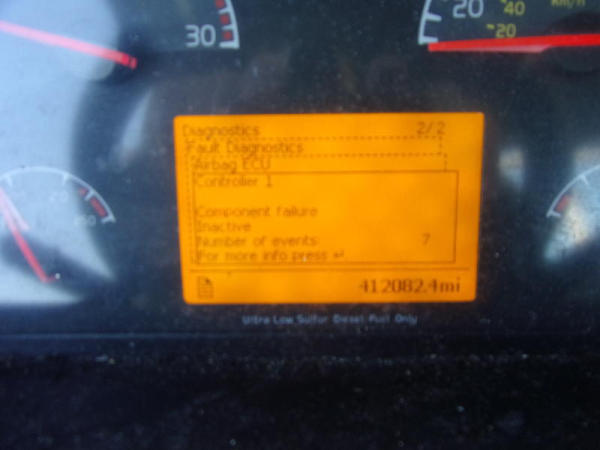 30
20
40
20
km/h
Diagnostics 2/2
Fault Diagnostics
Airbag ECU
Controller 1
Component failure
Inactive
Number of events 7
For more info press ↵
412082.4mi
Ultra Low Sulfur Diesel Fuel Only